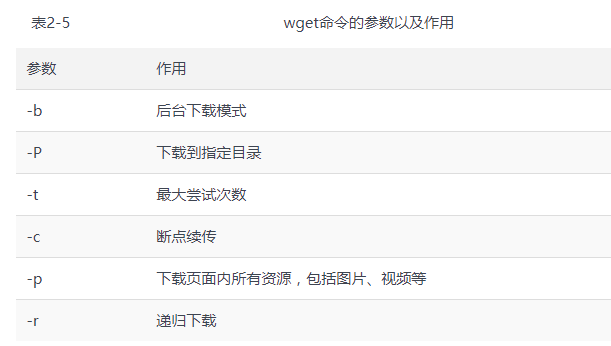 表2-5 wget命令的参数以及作用
参数 作用
-b 后台下载模式
-P 下载到指定目录
-t 最大尝试次数
-c 断点续传
-p 下载页面内所有资源，包括图片、视频等
-r 递归下载